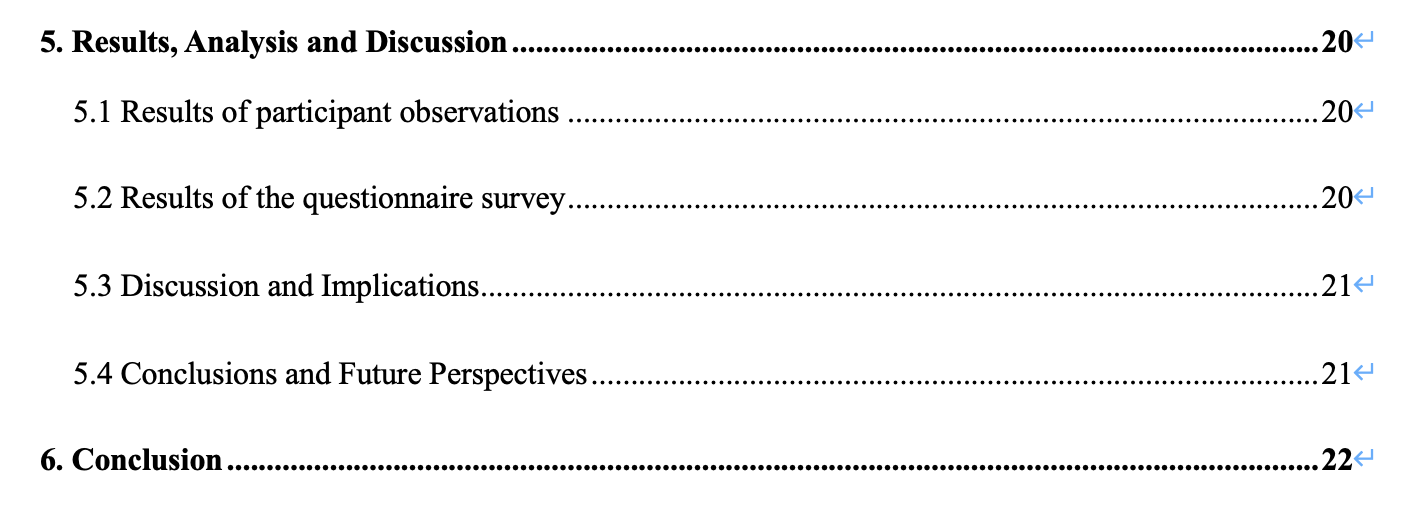 5. Results, Analysis and Discussion....................20↵
5.1 Results of participant observations....................20↵
5.2 Results of the questionnaire survey....................20↵
5.3 Discussion and Implications....................21↵
5.4 Conclusions and Future Perspectives....................21↵
6. Conclusion....................22↵